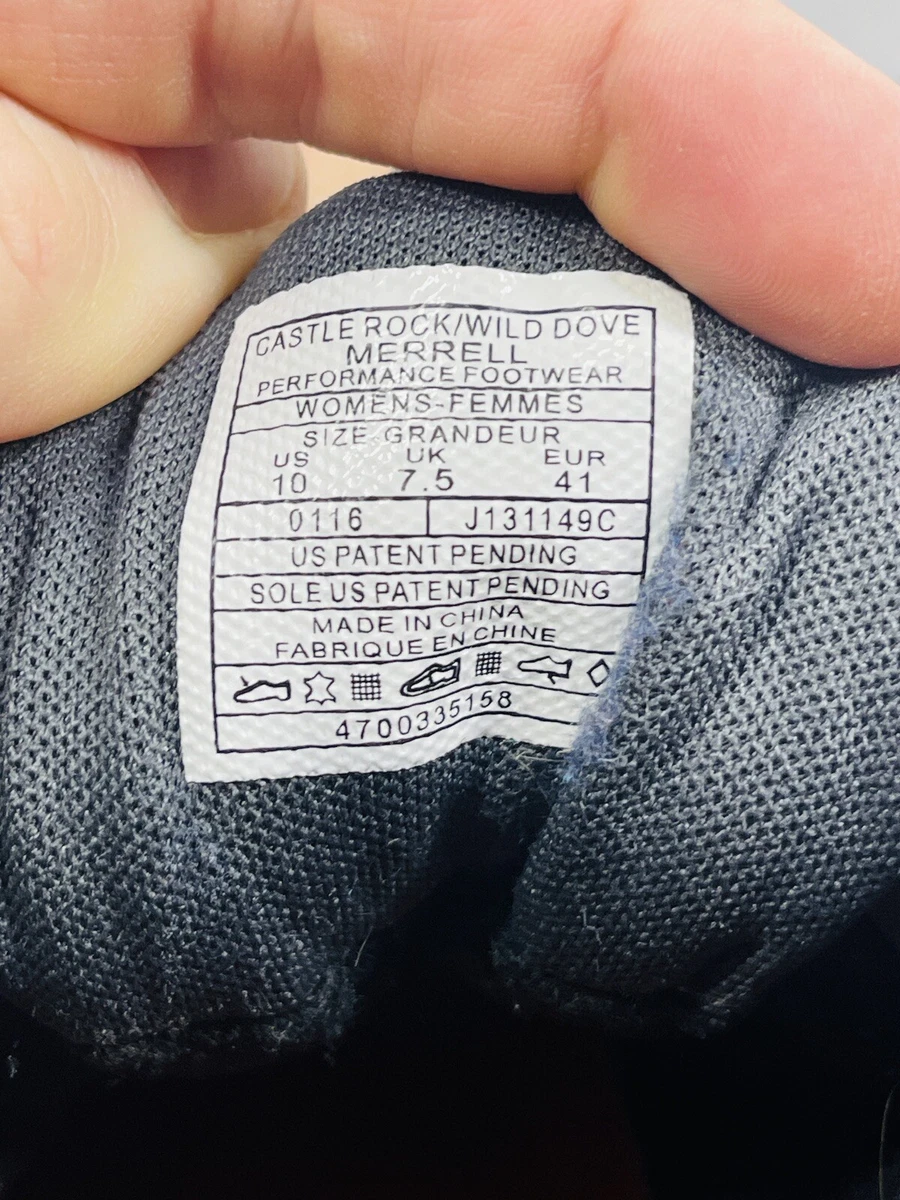 CASTLE ROCK/WILD DOVE
MERRELL
PERFORMANCE FOOTWEAR
WOMENS-FEMMES
SIZE-GRANDEUR
US UK EUR
10 7.5 41
0116 J131149C
US PATENT PENDING
SOLE US PATENT PENDING
MADE IN CHINA
FABRIQUE EN CHINE
4700335158